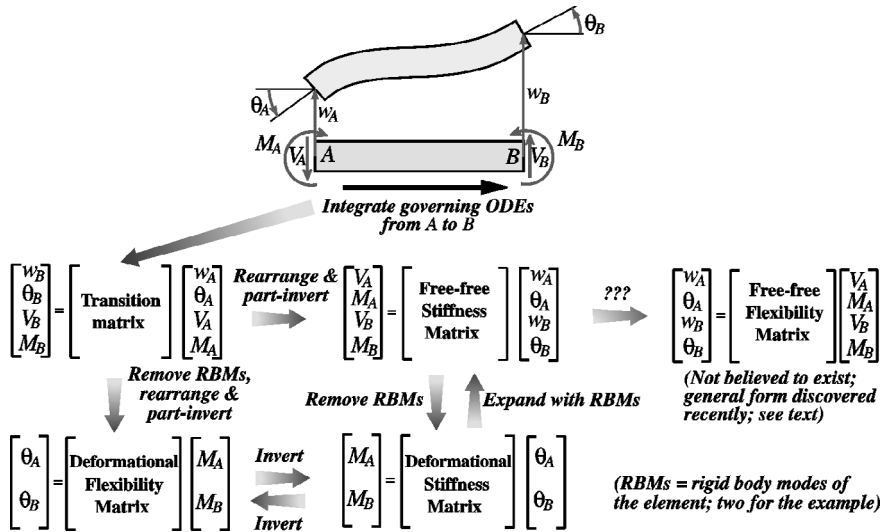 θB
wB
θA
wA
MA
VA
A
B
VB
MB
Integrate governing ODEs
from A to B
wB
θB
VB
MB
=
Transition
matrix
wA
θA
VA
MA
Rearrange &
part-invert
VA
MA
VB
MB
=
Free-free
Stiffness
Matrix
wA
θA
wB
θB
???
wA
θA
wB
θB
=
Free-free
Flexibility
Matrix
VA
MA
VB
MB
Remove RBMs,
rearrange &
part-invert
Remove RBMs
Expand with RBMs
(Not believed to exist;
general form discovered
recently; see text)
θA
θB
=
Deformational
Flexibility
Matrix
MA
MB
Invert
Invert
MA
MB
=
Deformational
Stiffness
Matrix
θA
θB
(RBMs = rigid body modes of
the element; two for the example)